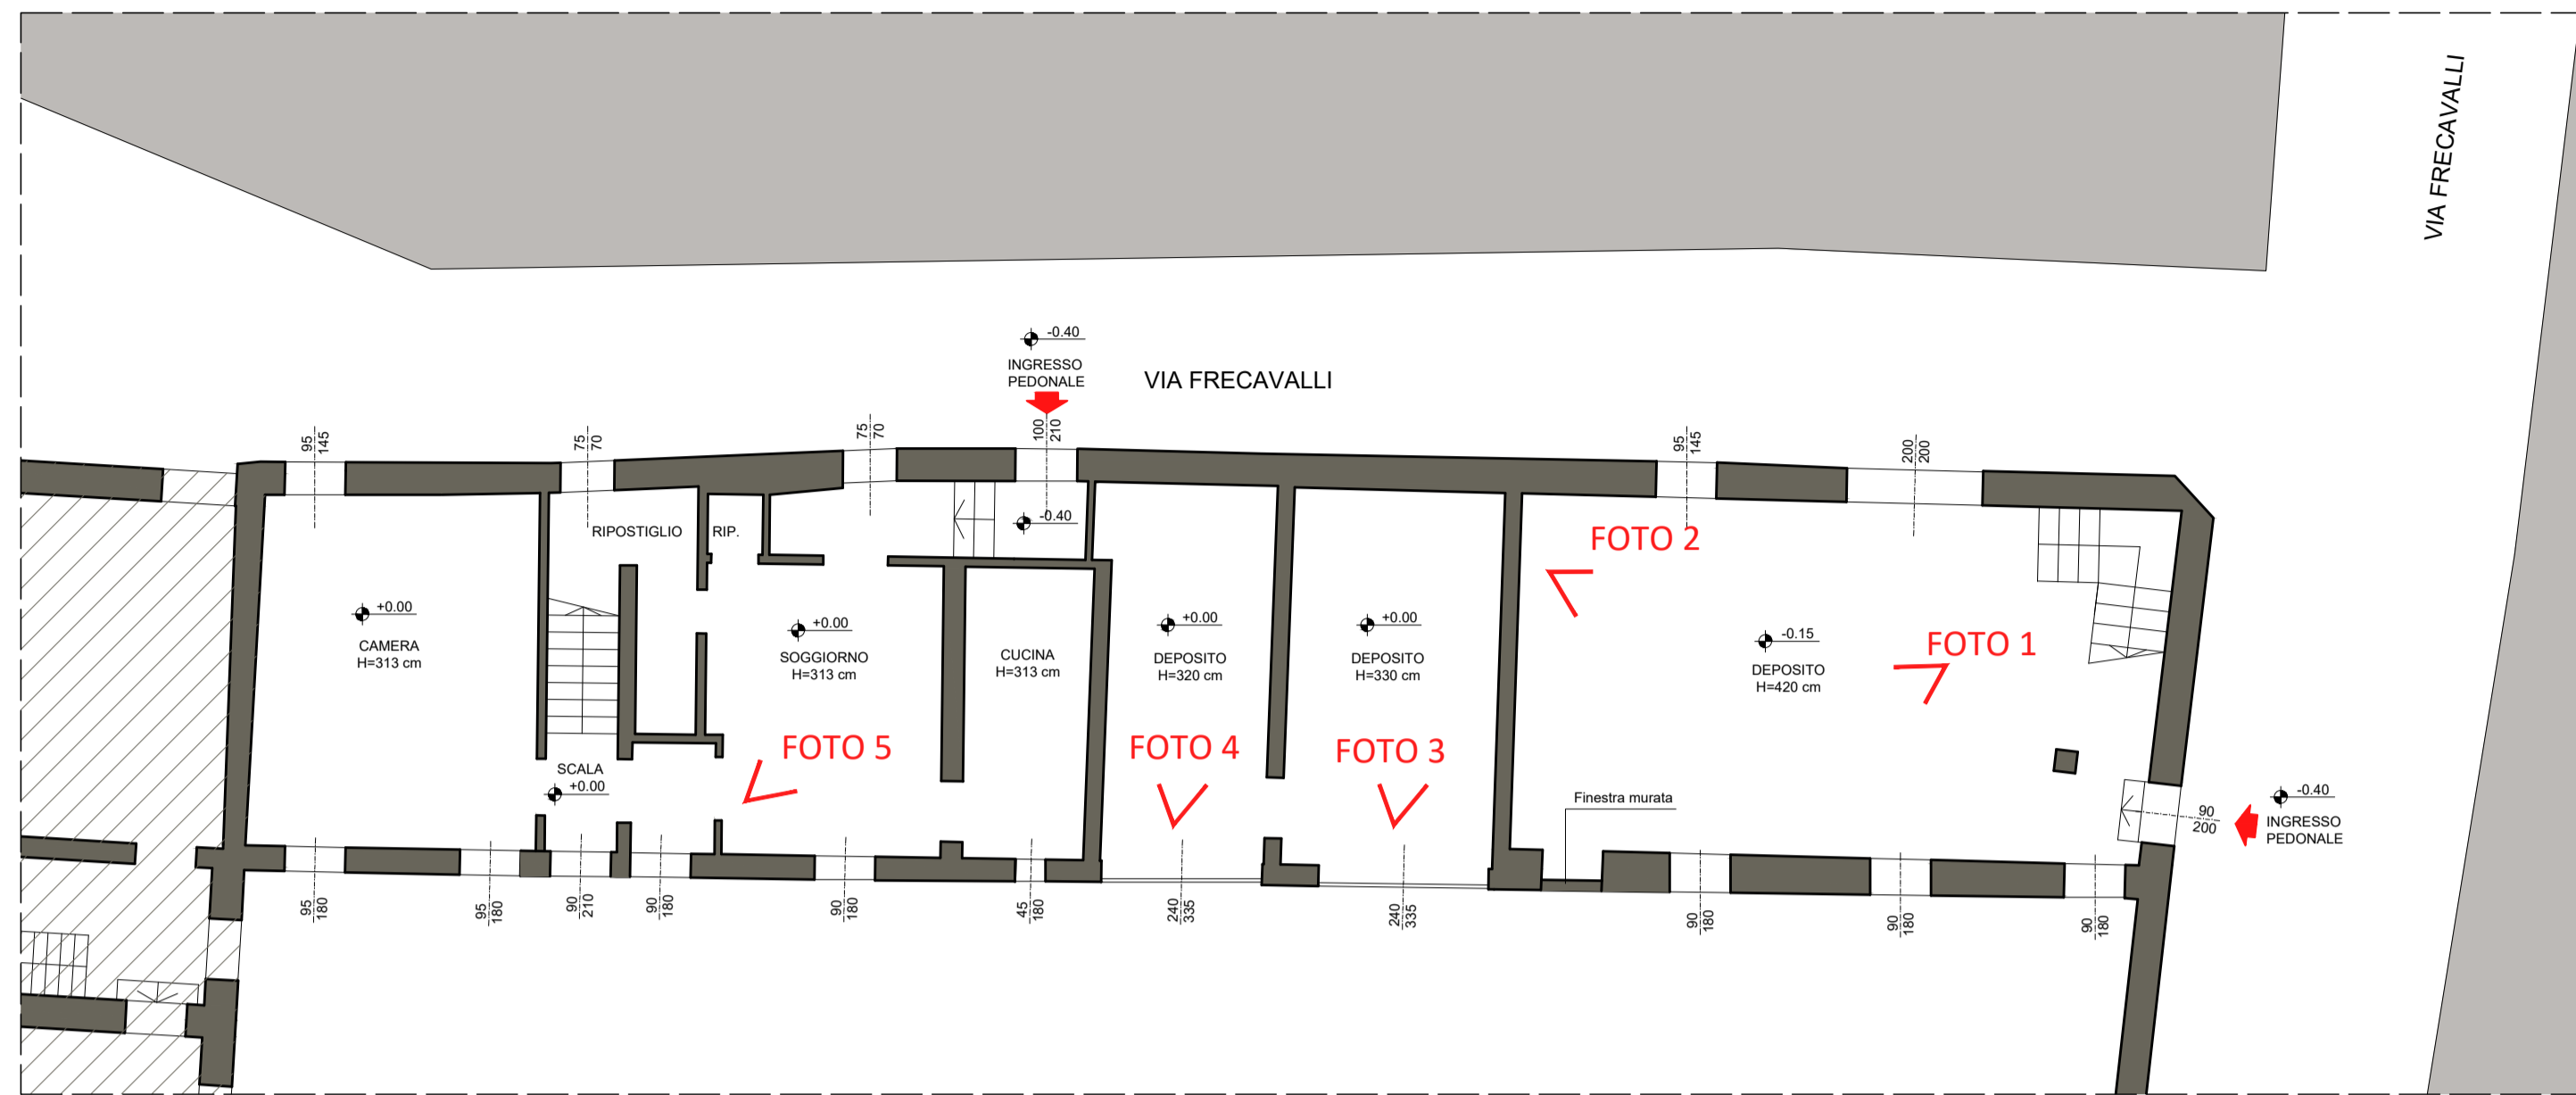 VIA FRECAVALLI
-0.40
INGRESSO
PEDONALE
VIA FRECAVALLI
95
145
75
70
75
70
100
210
95
145
200
200
RIPOSTIGLIO
RIP.
-0.40
FOTO 2
+0.00
CAMERA
H=313 cm
+0.00
SOGGIORNO
H=313 cm
CUCINA
H=313 cm
+0.00
DEPOSITO
H=320 cm
+0.00
DEPOSITO
H=330 cm
-0.15
DEPOSITO
H=420 cm
FOTO 1
FOTO 5
FOTO 4
FOTO 3
SCALA
+0.00
Finestra murata
90
200
-0.40
INGRESSO
PEDONALE
95
180
95
180
90
210
90
180
90
180
45
180
240
335
240
335
90
180
90
180
90
180